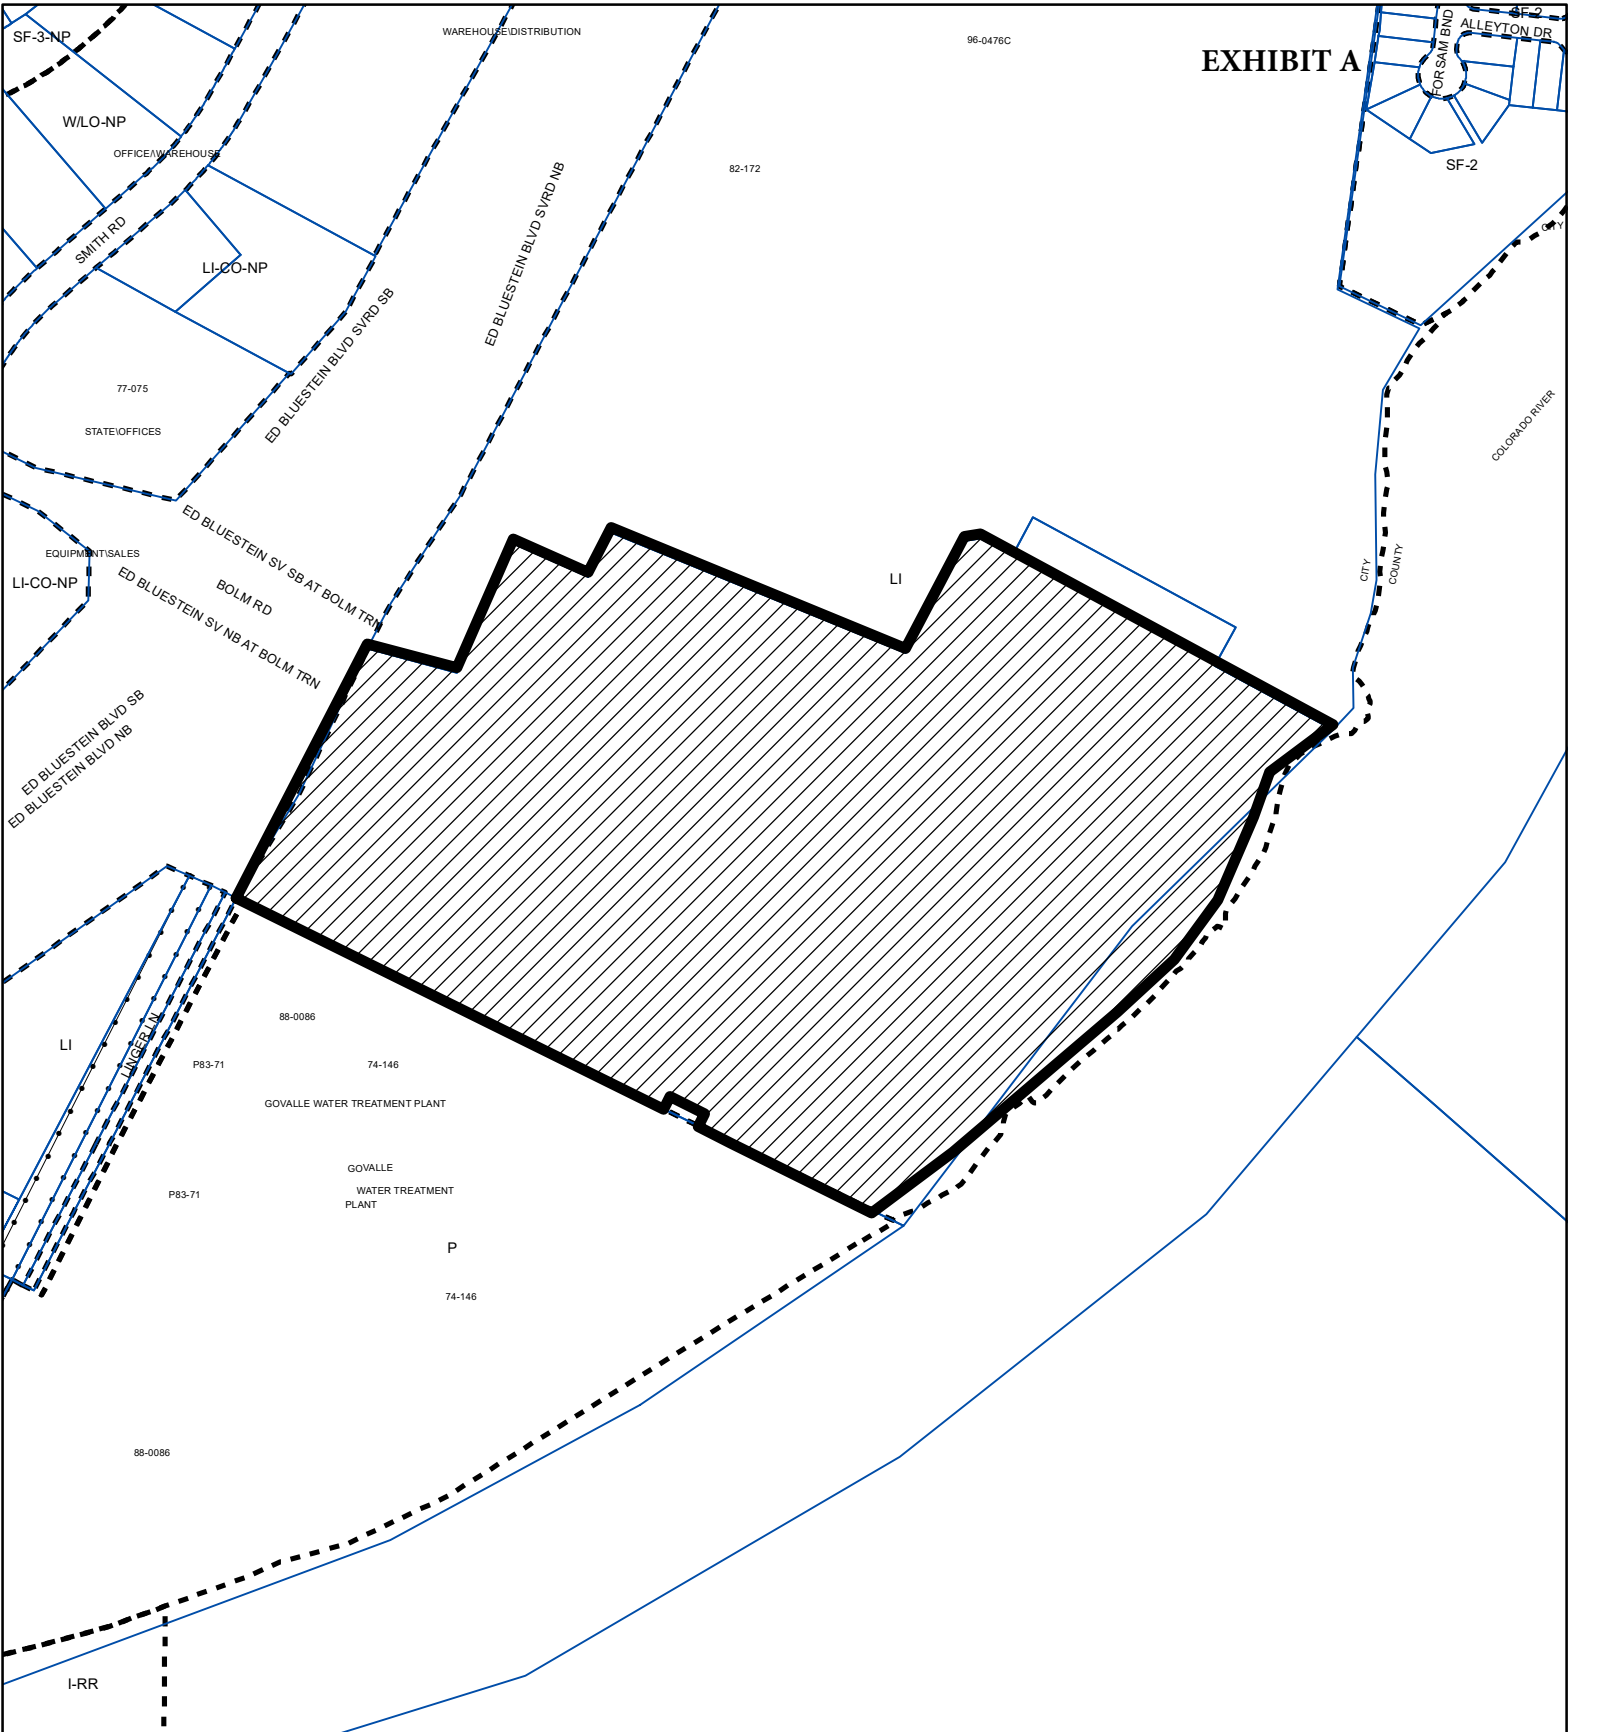 SF-3-NP
WAREHOUSE\DISTRIBUTION
96-0476C
EXHIBIT A
FORSAM BND
SF-2
ALLEYTON DR
W/LO-NP
OFFICE/\WAREHOUSE
82-172
SF-2
SMITH RD
LI-CO-NP
ED BLUESTEIN BLVD SVRD NB
CITY
ED BLUESTEIN BLVD SVRD SB
77-075
STATE\OFFICES
COLORADO RIVER
ED BLUESTEIN SV SB AT BOLM TRN
EQUIPMENT\SALES
LI-CO-NP
BOLM RD
ED BLUESTEIN SV NB AT BOLM TRN
LI
CITY
COUNTY
ED BLUESTEIN BLVD SB
ED BLUESTEIN BLVD NB
88-0086
LI
LINGER LN
P83-71
74-146
GOVALLE WATER TREATMENT PLANT
GOVALLE
P83-71
WATER TREATMENT
PLANT
P
74-146
88-0086
I-RR